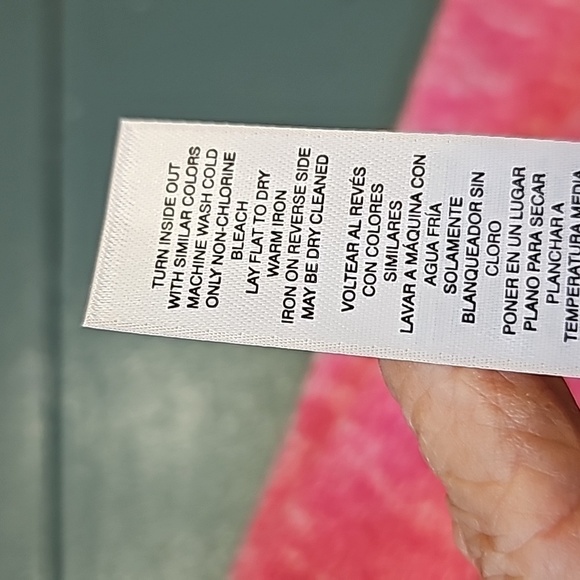 TURN INSIDE OUT
WITH SIMILAR COLORS
MACHINE WASH COLD
ONLY NON-CHLORINE
BLEACH
LAY FLAT TO DRY
WARM IRON
IRON ON REVERSE SIDE
MAY BE DRY CLEANED
VOLTEAR AL REVÉS
CON COLORES
SIMILARES
LAVAR A MÁQUINA CON
AGUA FRÍA
SOLAMENTE
BLANQUEADOR SIN
CLORO
PONER EN UN LUGAR
PLANO PARA SECAR
PLANCHAR A
TEMPERATURA MEDIA